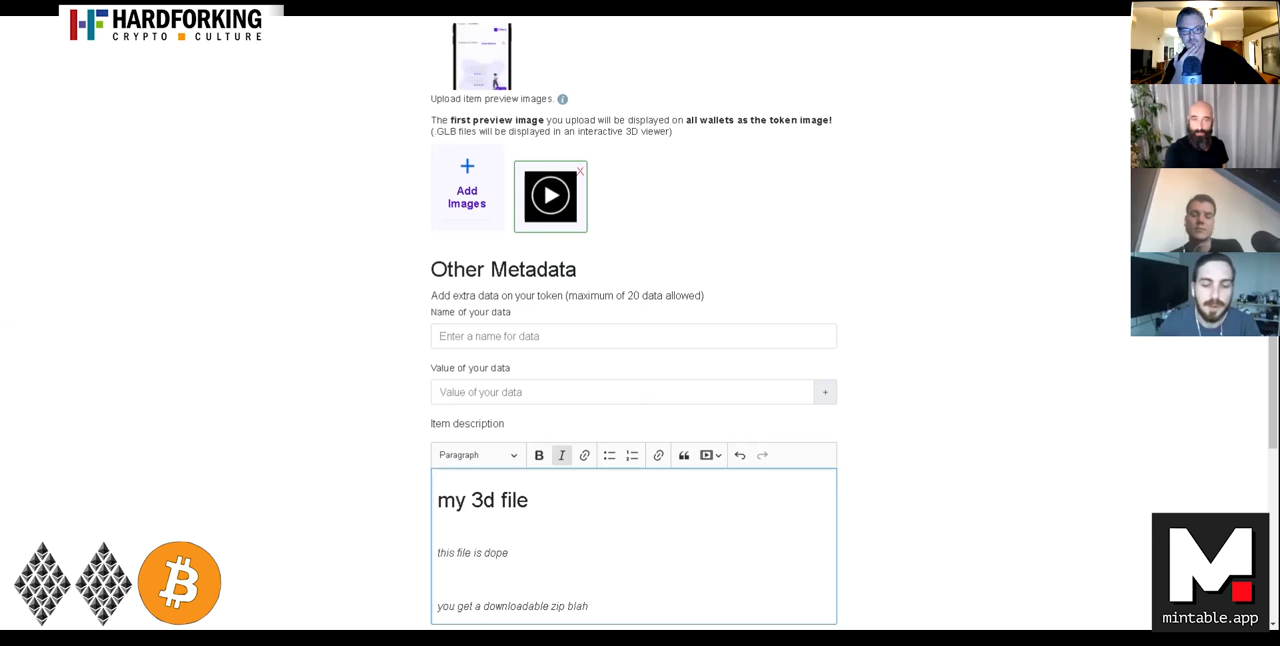 HARDFORKING
CRYPTO CULTURE
Upload item preview images.
The first preview image you upload will be displayed on all wallets as the token image!
(.GLB files will be displayed in an interactive 3D viewer)
+
Add
Images
X
Other Metadata
Add extra data on your token (maximum of 20 data allowed)
Name of your data
Enter a name for data
Value of your data
Value of your data
+
Item description
Paragraph
B I
my 3d file
this file is dope
you get a downloadable zip blah
M
mintable.app